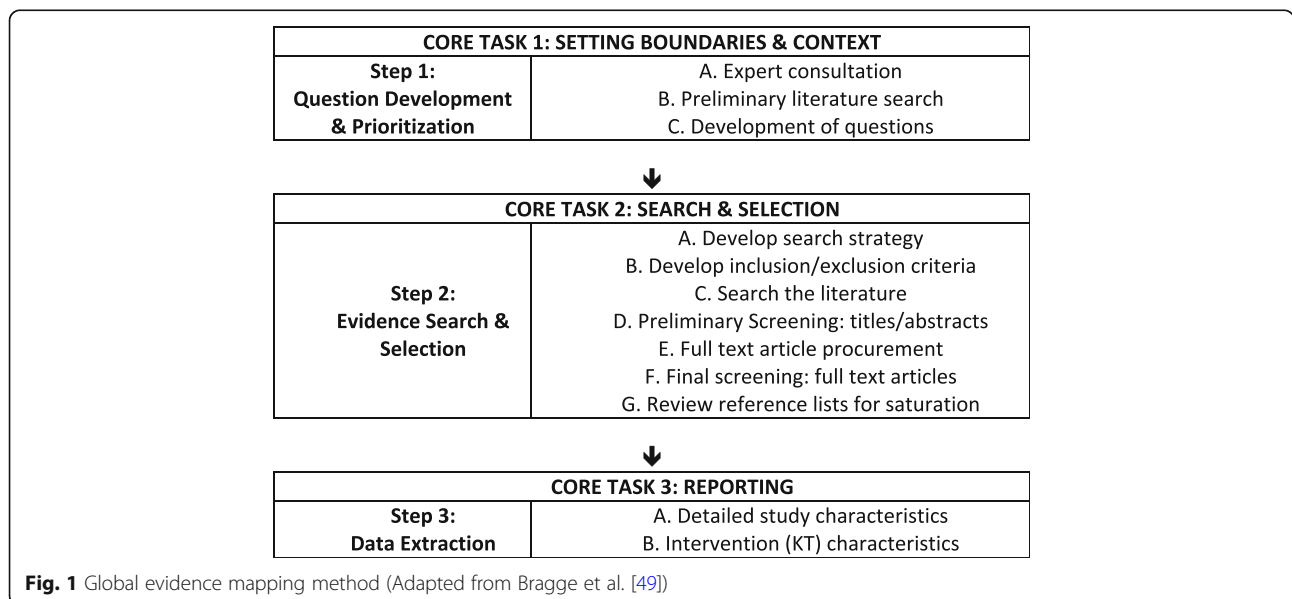 CORE TASK 1: SETTING BOUNDARIES & CONTEXT
Step 1:
Question Development
& Prioritization
A. Expert consultation
B. Preliminary literature search
C. Development of questions
CORE TASK 2: SEARCH & SELECTION
Step 2:
Evidence Search &
Selection
A. Develop search strategy
B. Develop inclusion/exclusion criteria
C. Search the literature
D. Preliminary Screening: titles/abstracts
E. Full text article procurement
F. Final screening: full text articles
G. Review reference lists for saturation
CORE TASK 3: REPORTING
Step 3:
Data Extraction
A. Detailed study characteristics
B. Intervention (KT) characteristics
Fig. 1 Global evidence mapping method (Adapted from Bragge et al. [49])